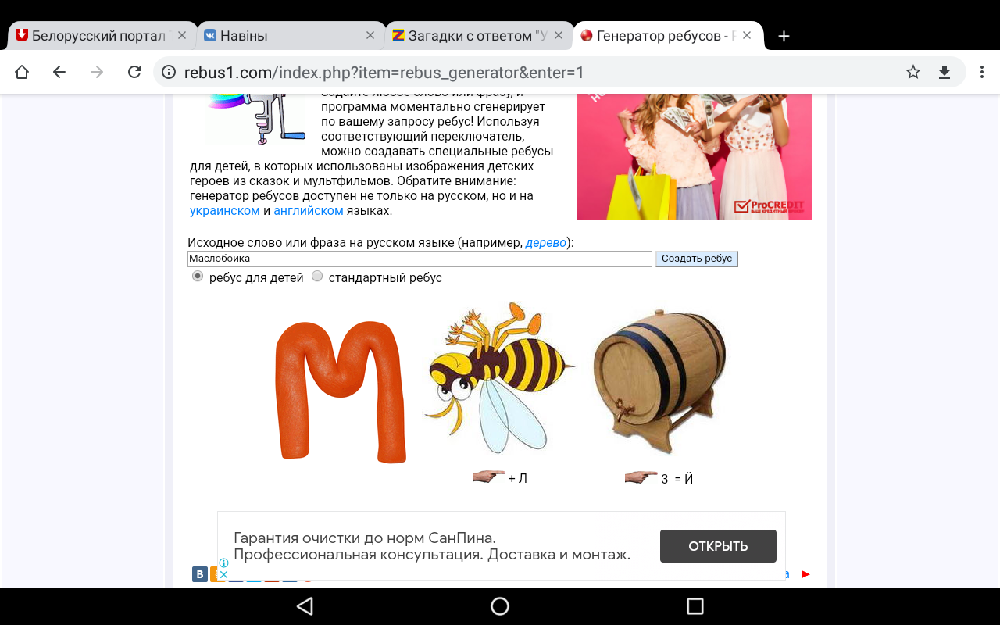 Белорусский портал
Навіны
Загадки с ответом "У
Генератор ребусов -
rebus1.com/index.php?item=rebus_generator&enter=1
Задайте любое слово или фразу, и
программа моментально сгенерирует
по вашему запросу ребус! Используя
соответствующий переключатель,
можно создавать специальные ребусы
для детей, в которых использованы изображения детских
героев из сказок и мультфильмов. Обратите внимание:
генератор ребусов доступен не только на русском, но и на
украинском и английском языках.
ProCREDIT
ВАШ КРЕДИТНЫЙ БРОКЕР
Исходное слово или фраза на русском языке (например, дерево):
Маслобойка
Создать ребус
ребус для детей
стандартный ребус
М
+ Л
3 = Й
Гарантия очистки до норм СанПина.
Профессиональная консультация. Доставка и монтаж.
ОТКРЫТЬ